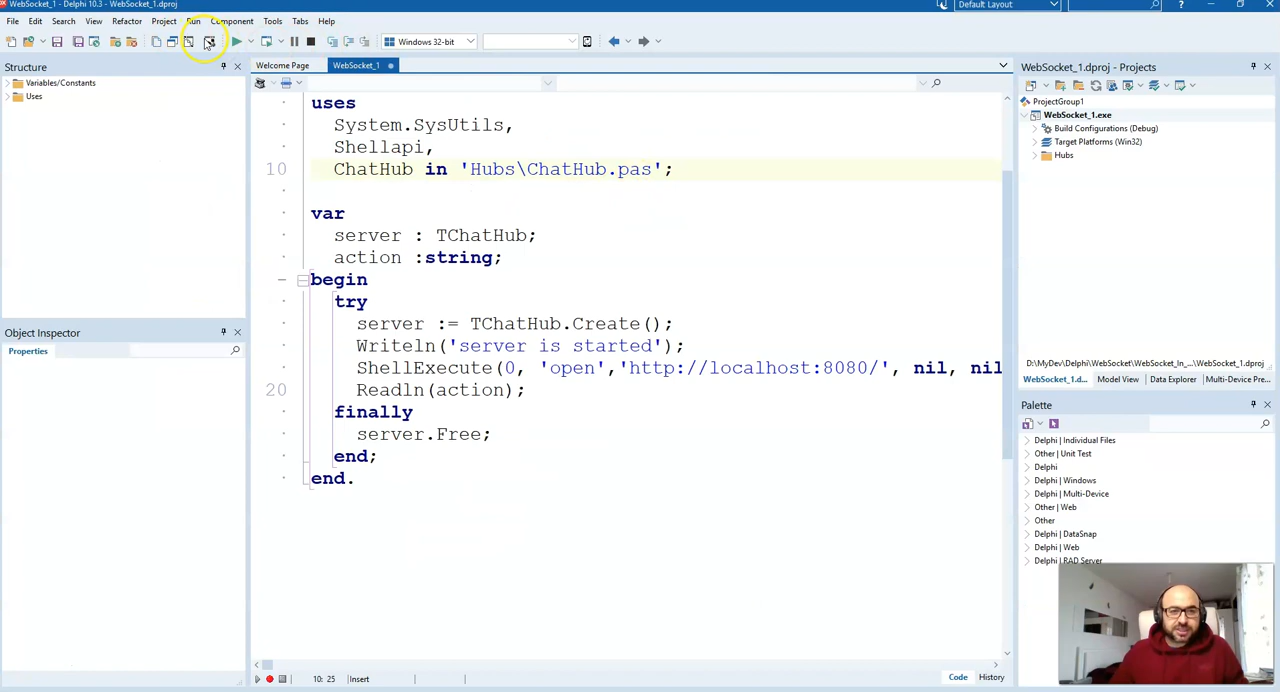 WebSocket_1 - Delphi 10.3 - WebSocket_1.dproj
Default Layout
File Edit Search View Refactor Project Run Component Tools Tabs Help
Windows 32-bit
Structure
Variables/Constants
Uses
Object Inspector
Properties
Welcome Page
WebSocket_1
uses
System.SysUtils,
Shellapi,
10 ChatHub in 'Hubs\ChatHub.pas';
var
server : TChatHub;
action :string;
begin
try
server := TChatHub.Create();
Writeln('server is started');
ShellExecute(0, 'open','http://localhost:8080/', nil, nil
20 Readln(action);
finally
server.Free;
end;
end.
10: 25 Insert
Code History
WebSocket_1.dproj - Projects
ProjectGroup1
WebSocket_1.exe
Build Configurations (Debug)
Target Platforms (Win32)
Hubs
D:\MyDev\Delphi\WebSocket\WebSocket_In_...\WebSocket_1.dproj
WebSocket_1.d... Model View Data Explorer Multi-Device Pre...
Palette
Delphi | Individual Files
Other | Unit Test
Delphi
Delphi | Windows
Delphi | Multi-Device
Other | Web
Other
Delphi | DataSnap
Delphi | Web
Delphi | RAD Server